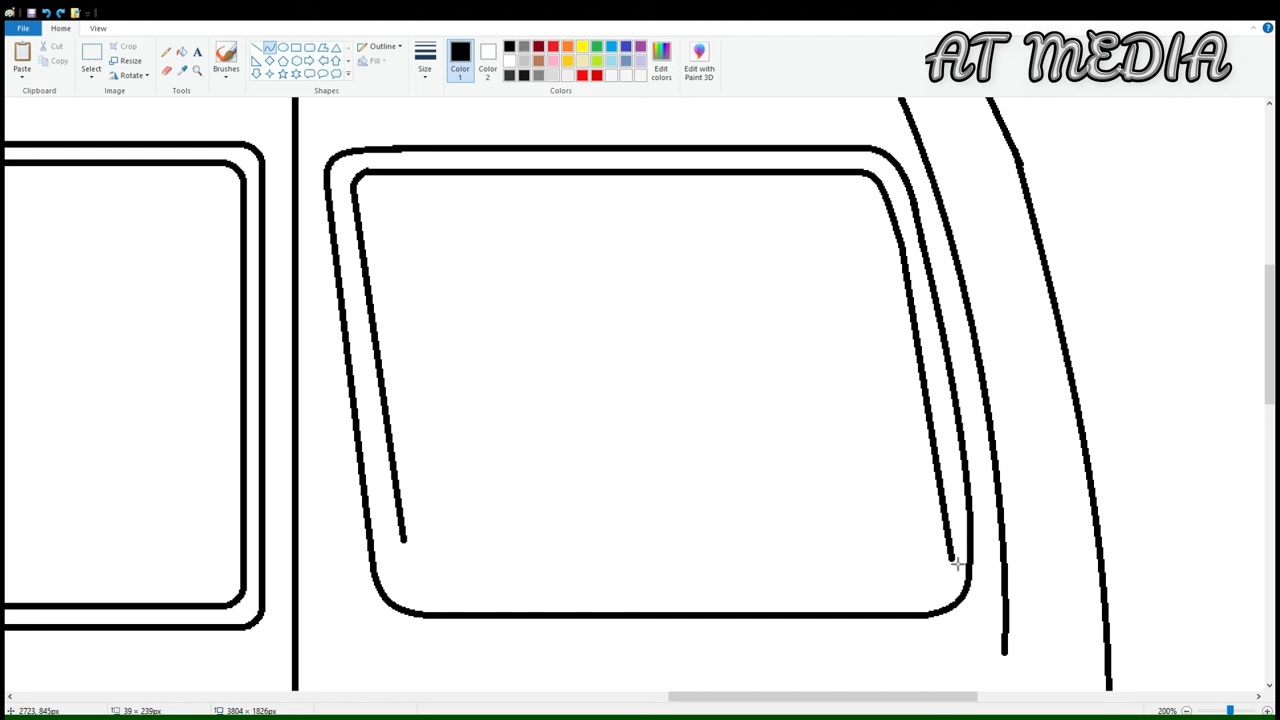 File
Home
View
Paste
Cut
Copy
Clipboard
Select
Crop
Resize
Rotate
Image
Tools
Brushes
Outline
Fill
Shapes
Size
Color
1
Color
2
Edit
colors
Edit with
Paint 3D
Colors
AT MEDIA
2723, 845px
39 × 239px
3804 × 1826px
200%